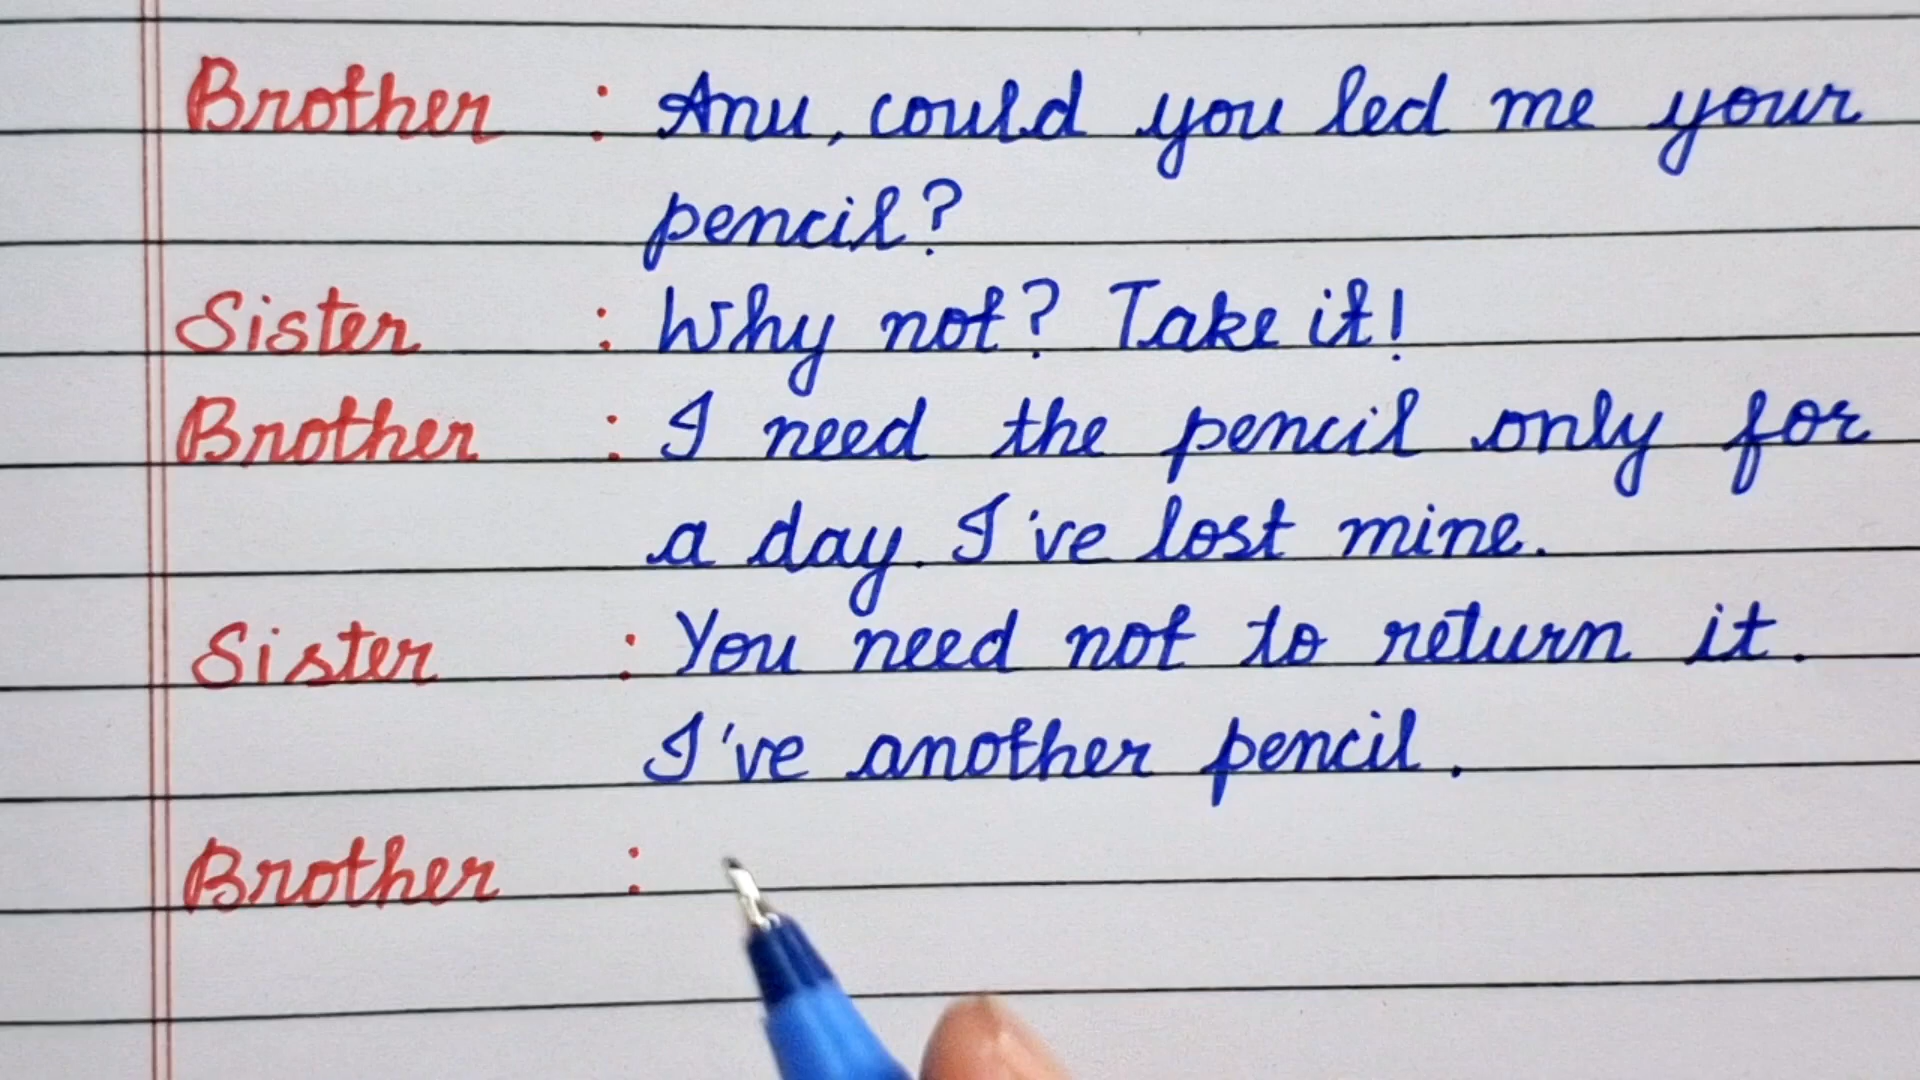 Brother : Anu, could you led me your
pencil?
Sister : Why not? Take it!
Brother : I need the pencil only for
a day. I've lost mine.
Sister : You need not to return it.
I've another pencil.
Brother :